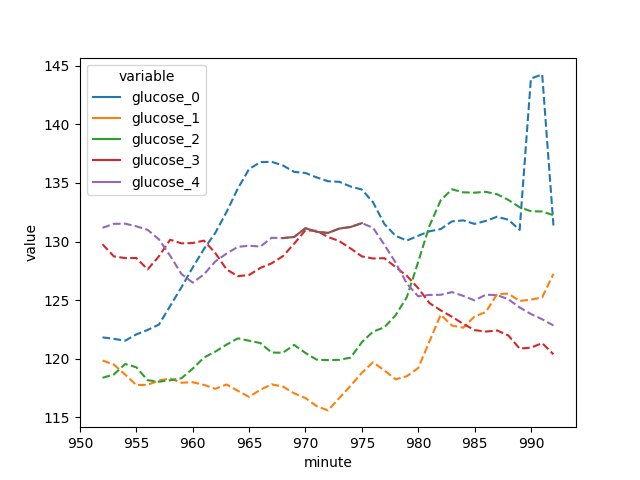 145
140
135
130
125
120
115
value
variable
glucose_0
glucose_1
glucose_2
glucose_3
glucose_4
950 955 960 965 970 975 980 985 990
minute